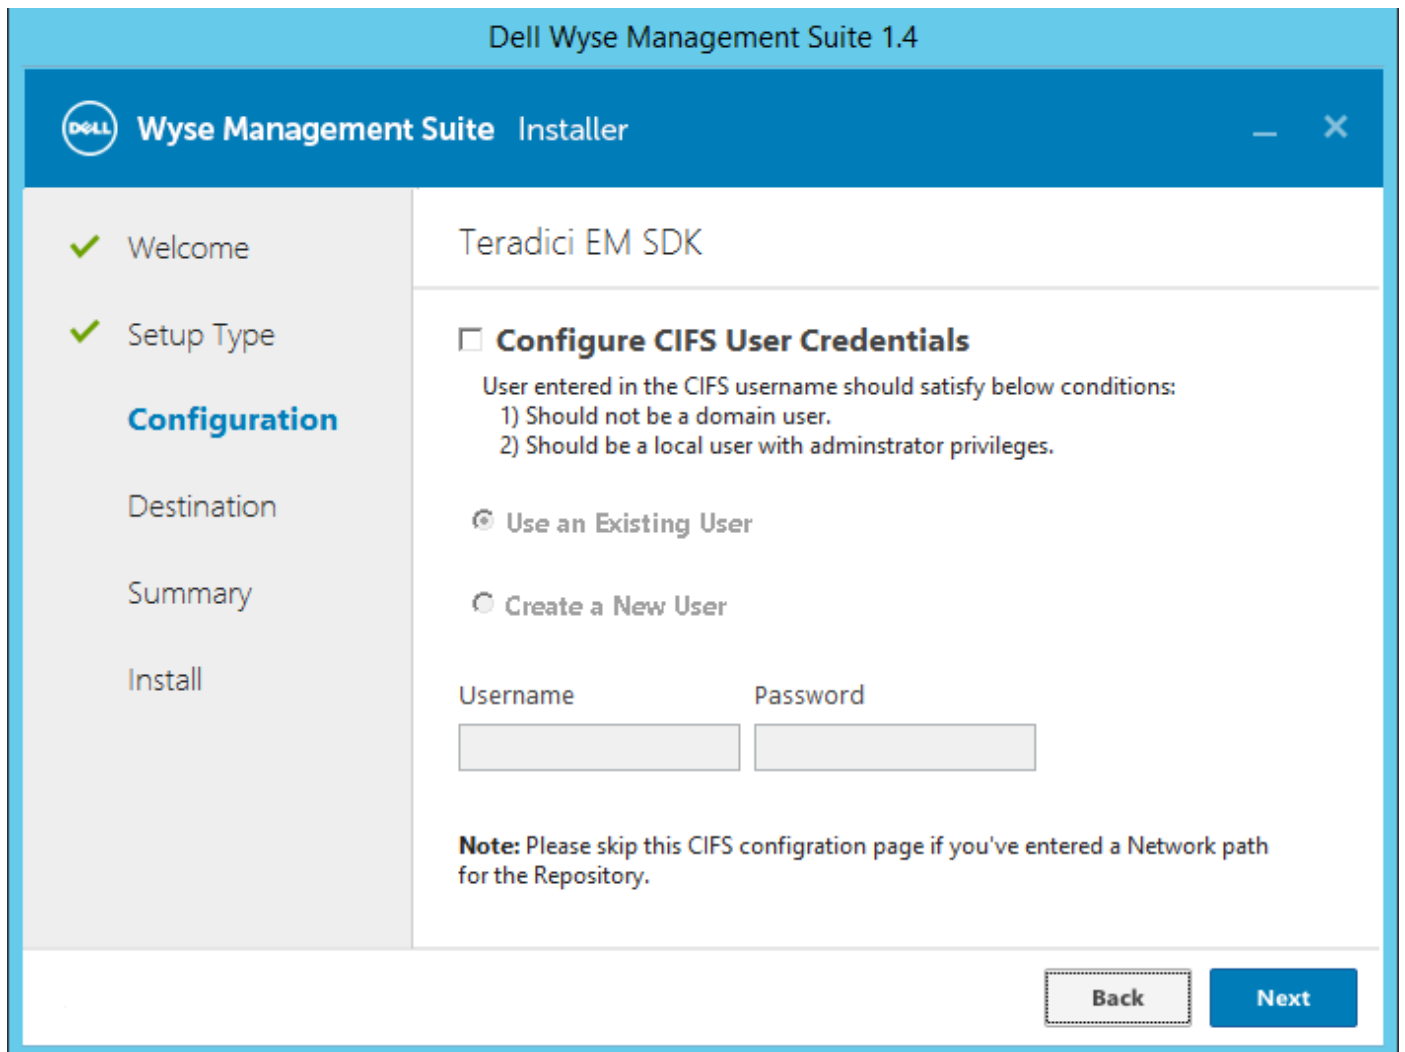 Dell Wyse Management Suite 1.4
DELL Wyse Management Suite Installer
Welcome
Setup Type
Configuration
Destination
Summary
Install
Teradici EM SDK
Configure CIFS User Credentials
User entered in the CIFS username should satisfy below conditions:
1) Should not be a domain user.
2) Should be a local user with adminstrator privileges.
Use an Existing User
Create a New User
Username Password
Note: Please skip this CIFS configration page if you've entered a Network path
for the Repository.
Back Next